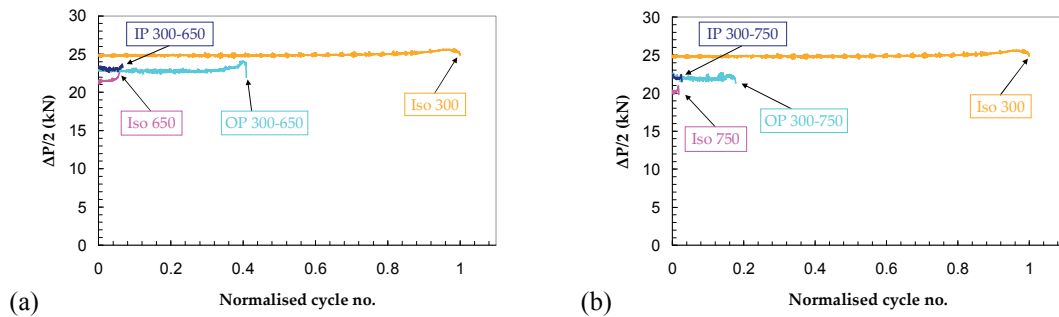 30
25
20
15
10
5
0
ΔP/2 (kN)
IP 300-650
Iso 650
OP 300-650
Iso 300
0 0.2 0.4 0.6 0.8 1
Normalised cycle no.
(a)
30
25
20
15
10
5
0
ΔP/2 (kN)
IP 300-750
Iso 750
OP 300-750
Iso 300
0 0.2 0.4 0.6 0.8 1
Normalised cycle no.
(b)